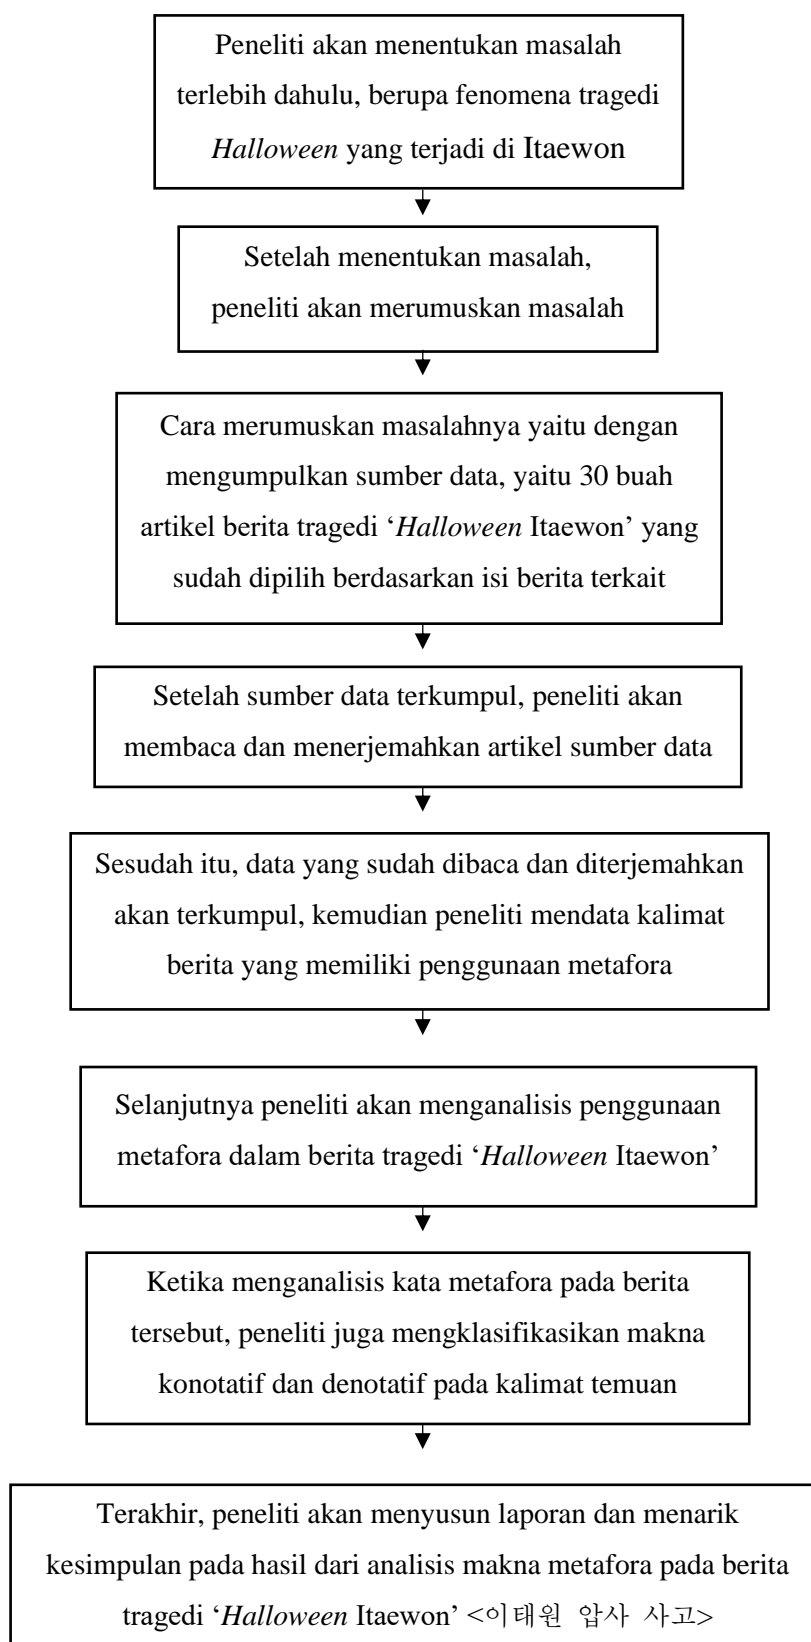 Peneliti akan menentukan masalah
terlebih dahulu, berupa fenomena tragedi
Halloween yang terjadi di Itaewon
Setelah menentukan masalah,
peneliti akan merumuskan masalah
Cara merumuskan masalahnya yaitu dengan
mengumpulkan sumber data, yaitu 30 buah
artikel berita tragedi ‘Halloween Itaewon’ yang
sudah dipilih berdasarkan isi berita terkait
Setelah sumber data terkumpul, peneliti akan
membaca dan menerjemahkan artikel sumber data
Sesudah itu, data yang sudah dibaca dan diterjemahkan
akan terkumpul, kemudian peneliti mendata kalimat
berita yang memiliki penggunaan metafora
Selanjutnya peneliti akan menganalisis penggunaan
metafora dalam berita tragedi ‘Halloween Itaewon’
Ketika menganalisis kata metafora pada berita
tersebut, peneliti juga mengklasifikasikan makna
konotatif dan denotatif pada kalimat temuan
Terakhir, peneliti akan menyusun laporan dan menarik
kesimpulan pada hasil dari analisis makna metafora pada berita
tragedi ‘Halloween Itaewon’ <이태원 압사 사고>